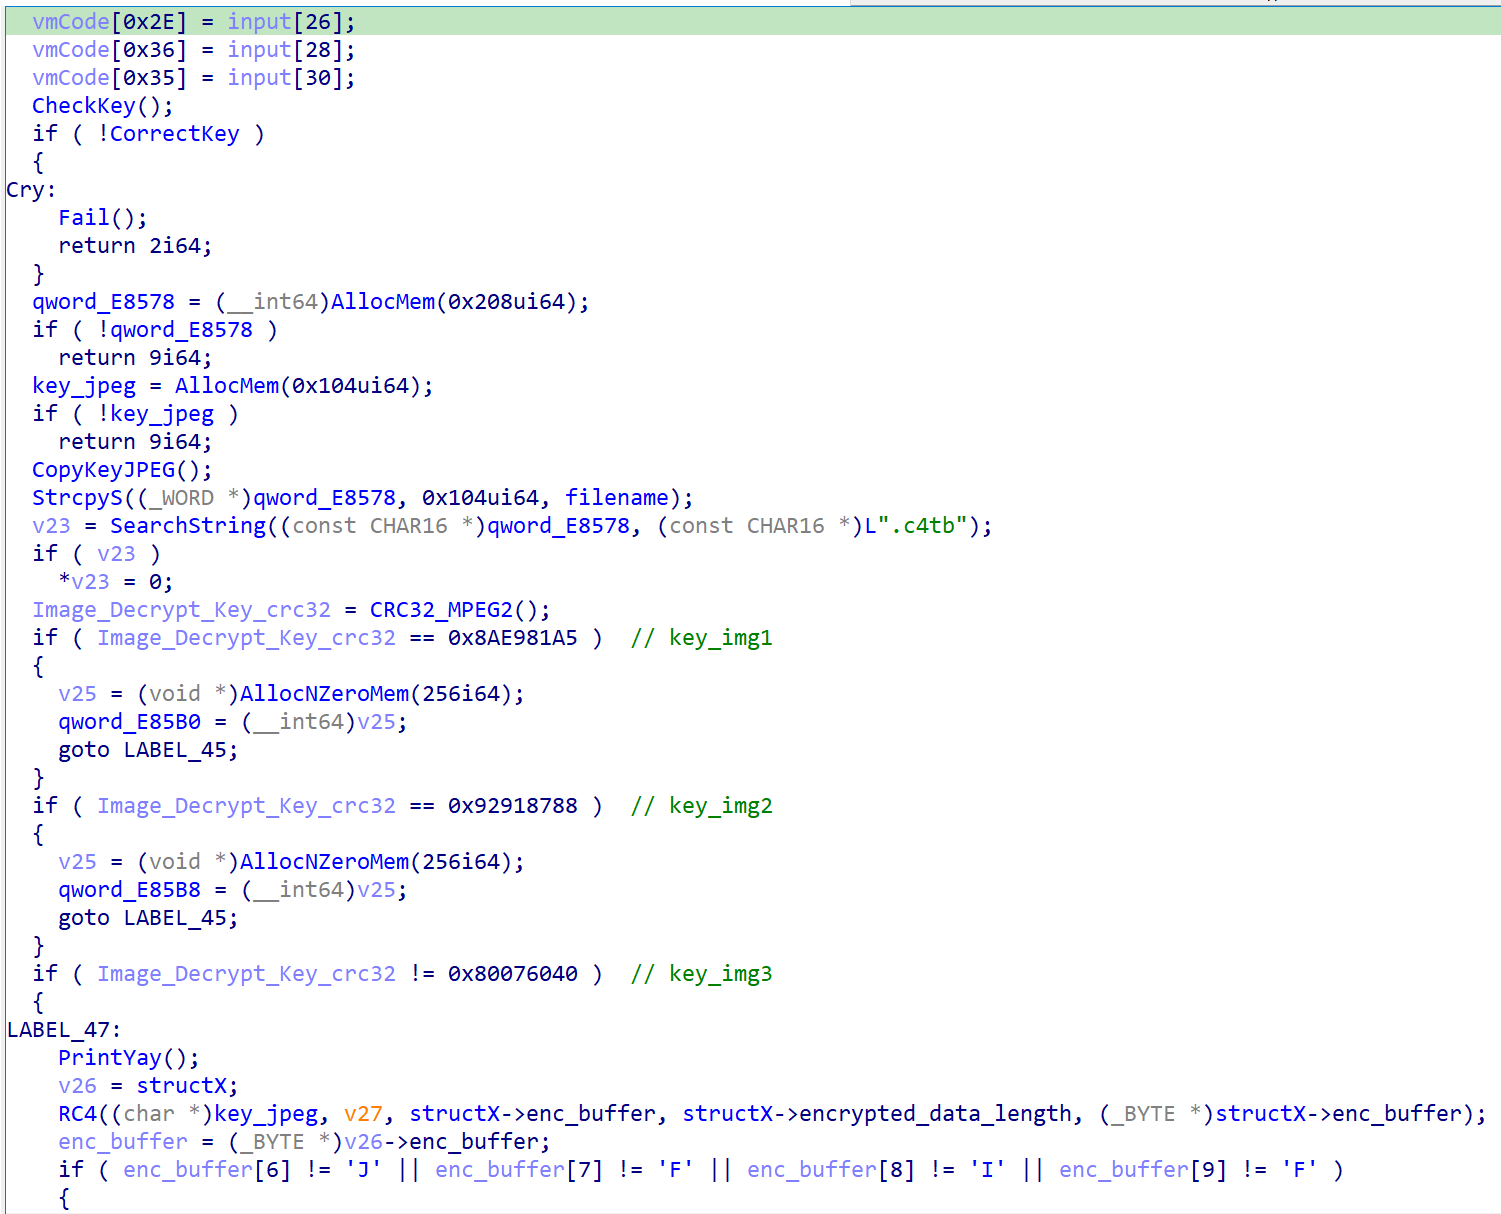 vmCode[0x2E] = input[26];
vmCode[0x36] = input[28];
vmCode[0x35] = input[30];
CheckKey();
if ( !CorrectKey )
{
Cry:
Fail();
return 2i64;
}
qword_E8578 = (__int64)AllocMem(0x208ui64);
if ( !qword_E8578 )
return 9i64;
key_jpeg = AllocMem(0x104ui64);
if ( !key_jpeg )
return 9i64;
CopyKeyJPEG();
StrcpyS((_WORD *)qword_E8578, 0x104ui64, filename);
v23 = SearchString((const CHAR16 *)qword_E8578, (const CHAR16 *)L".c4tb");
if ( v23 )
*v23 = 0;
Image_Decrypt_Key_crc32 = CRC32_MPEG2();
if ( Image_Decrypt_Key_crc32 == 0x8AE981A5 )  // key_img1
{
v25 = (void *)AllocNZeroMem(256i64);
qword_E85B0 = (__int64)v25;
goto LABEL_45;
}
if ( Image_Decrypt_Key_crc32 == 0x92918788 )  // key_img2
{
v25 = (void *)AllocNZeroMem(256i64);
qword_E85B8 = (__int64)v25;
goto LABEL_45;
}
if ( Image_Decrypt_Key_crc32 != 0x80076040 )  // key_img3
{
LABEL_47:
PrintYay();
v26 = structX;
RC4((char *)key_jpeg, v27, structX->enc_buffer, structX->encrypted_data_length, (_BYTE *)structX->enc_buffer);
enc_buffer = (_BYTE *)v26->enc_buffer;
if ( enc_buffer[6] != 'J' || enc_buffer[7] != 'F' || enc_buffer[8] != 'I' || enc_buffer[9] != 'F' )
{